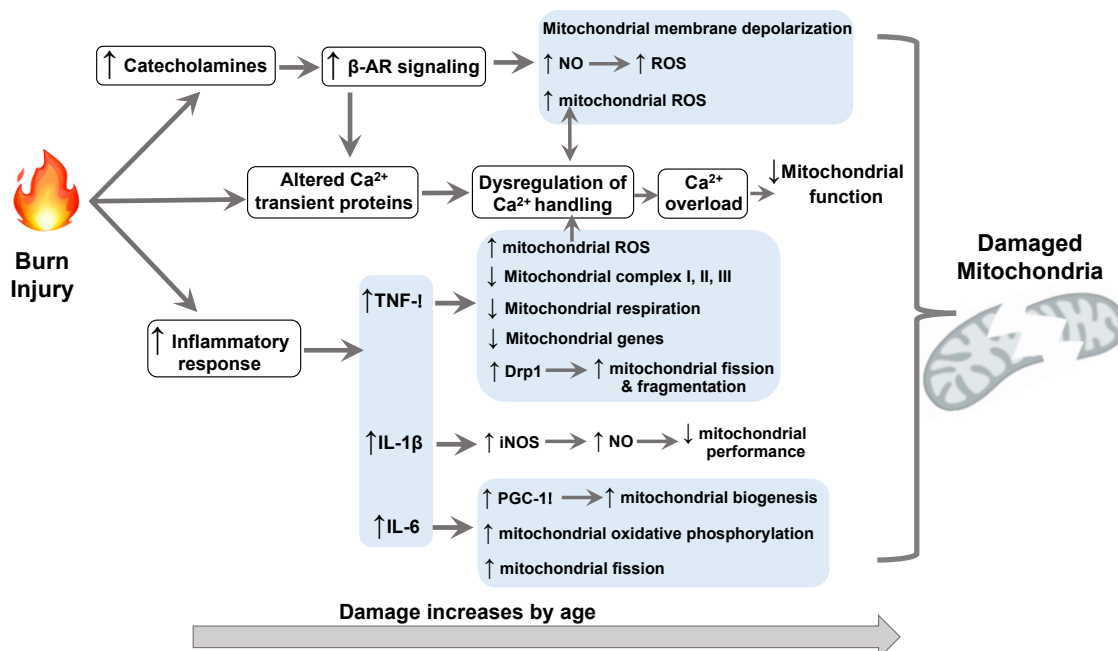 Mitochondrial membrane depolarization
↑ Catecholamines
↑ β-AR signaling
↑ NO → ↑ ROS
↑ mitochondrial ROS
Burn
Injury
Altered Ca²⁺
transient proteins
Dysregulation of
Ca²⁺ handling
Ca²⁺
overload
↓ Mitochondrial
function
↑ Inflammatory
response
↑TNF-!
↑ mitochondrial ROS
↓ Mitochondrial complex I, II, III
↓ Mitochondrial respiration
↓ Mitochondrial genes
↑ Drp1 → ↑ mitochondrial fission
& fragmentation
↑IL-1β
↑ iNOS → ↑ NO → ↓ mitochondrial
performance
↑IL-6
↑ PGC-1! → ↑ mitochondrial biogenesis
↑ mitochondrial oxidative phosphorylation
↑ mitochondrial fission
Damaged
Mitochondria
Damage increases by age